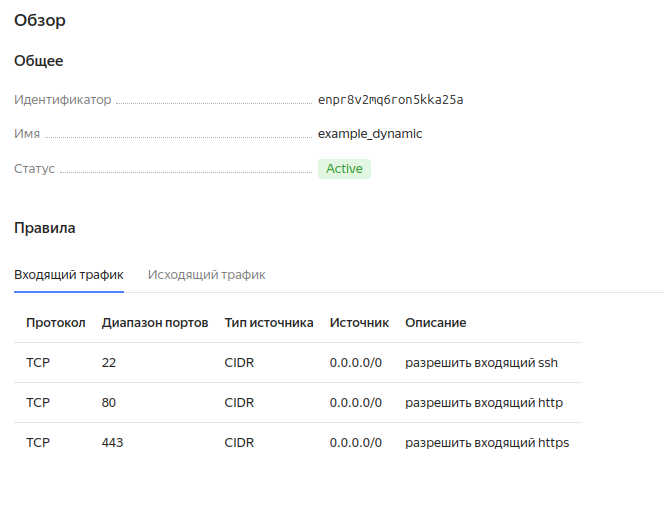 Обзор
Общее
Идентификатор enpr8v2mq6ron5kka25a
Имя example_dynamic
Статус Active
Правила
Входящий трафик Исходящий трафик
Протокол Диапазон портов Тип источника Источник Описание
TCP 22 CIDR 0.0.0.0/0 разрешить входящий ssh
TCP 80 CIDR 0.0.0.0/0 разрешить входящий http
TCP 443 CIDR 0.0.0.0/0 разрешить входящий https